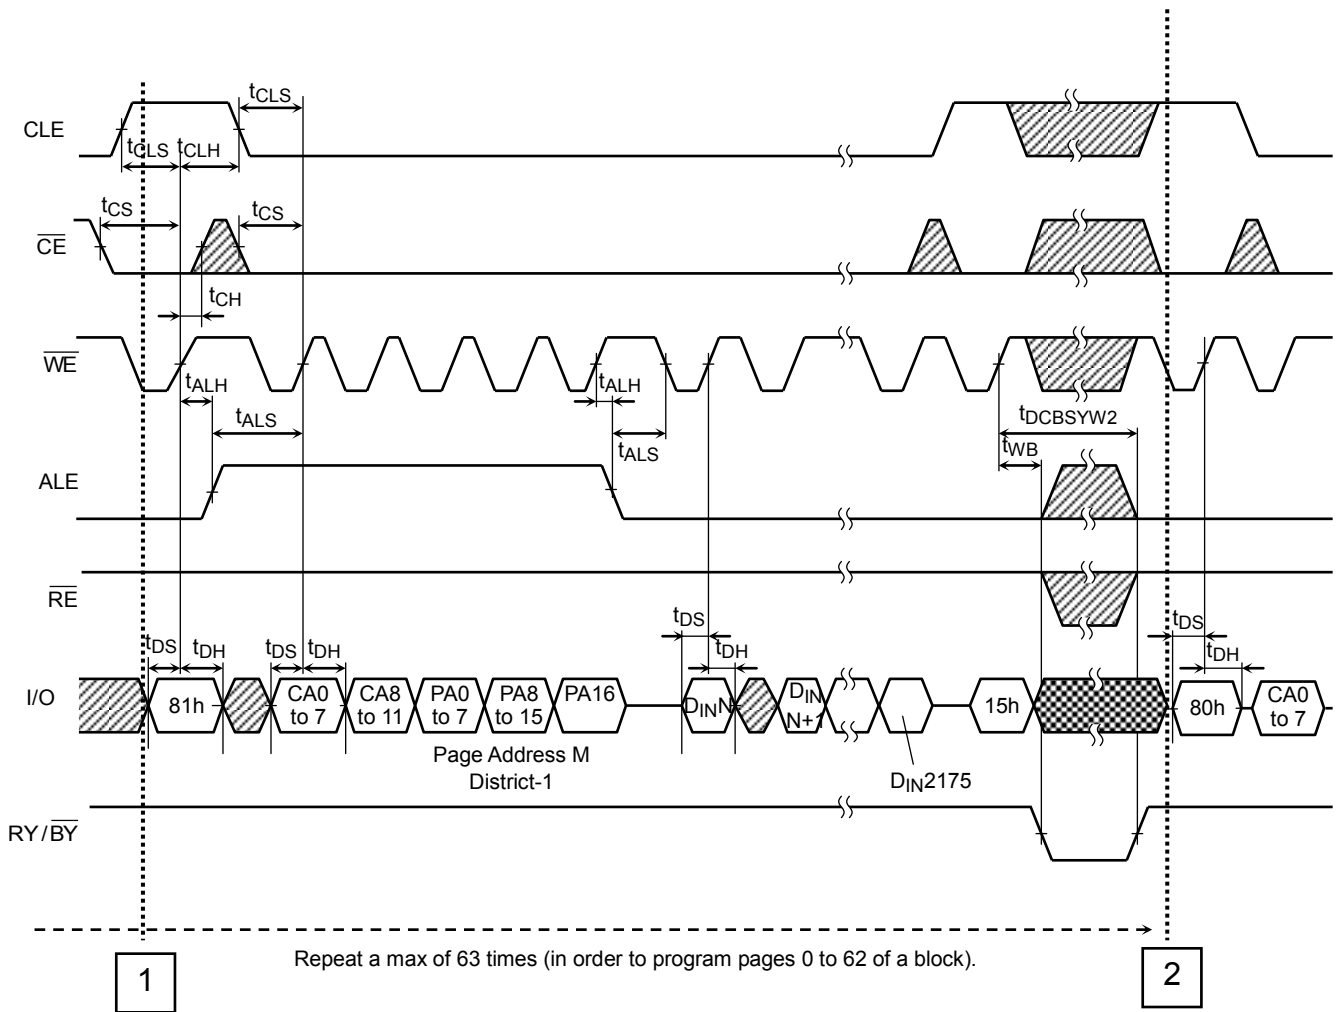 tCLS
CLE
tCLS tCLH
tCS tCS
CE
tCH
WE
tALH tALH
tALS tDCBSYW2
tALS tWB
ALE
RE
tDS tDH tDS tDH tDS tDH tDS tDH
I/O 81h CA0 to 7 CA8 to 11 PA0 to 7 PA8 to 15 PA16 DINN DIN N+1 15h 80h CA0 to 7
Page Address M
District-1
DIN2175
RY/BY
Repeat a max of 63 times (in order to program pages 0 to 62 of a block).
1 2